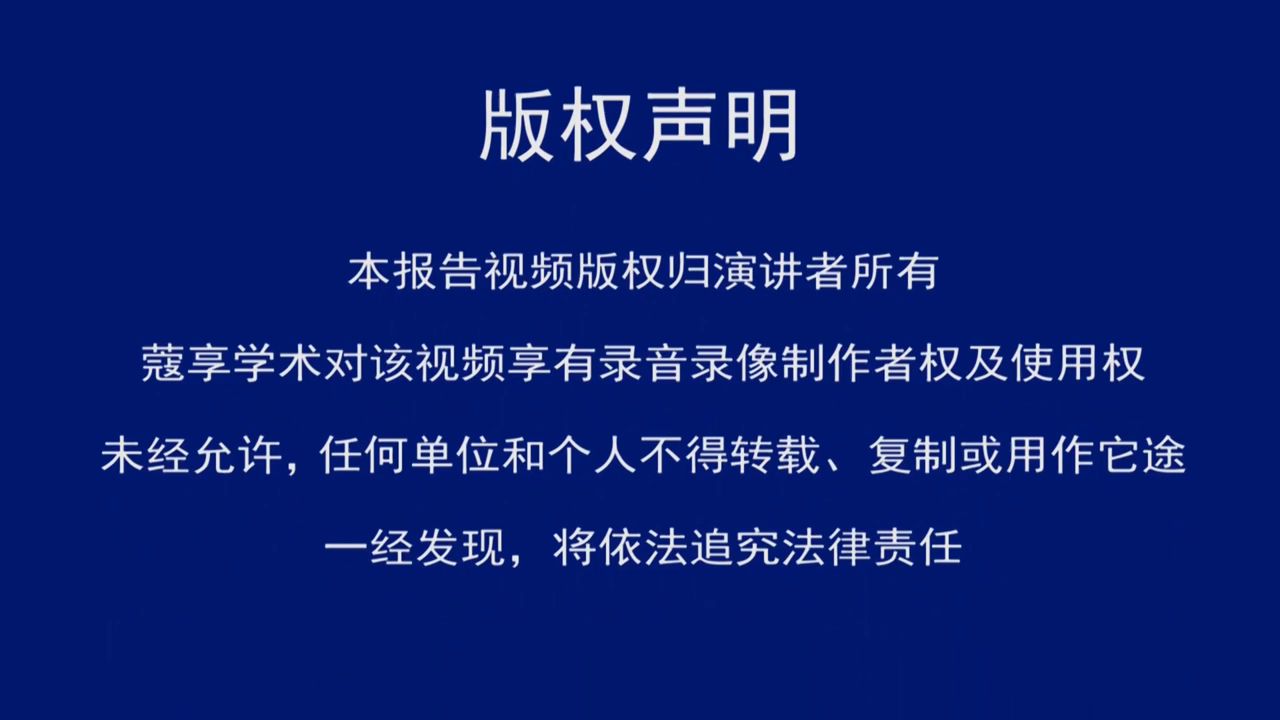 版权声明
本报告视频版权归演讲者所有
蔻享学术对该视频享有录音录像制作者权及使用权
未经允许，任何单位和个人不得转载、复制或用作它途
一经发现，将依法追究法律责任